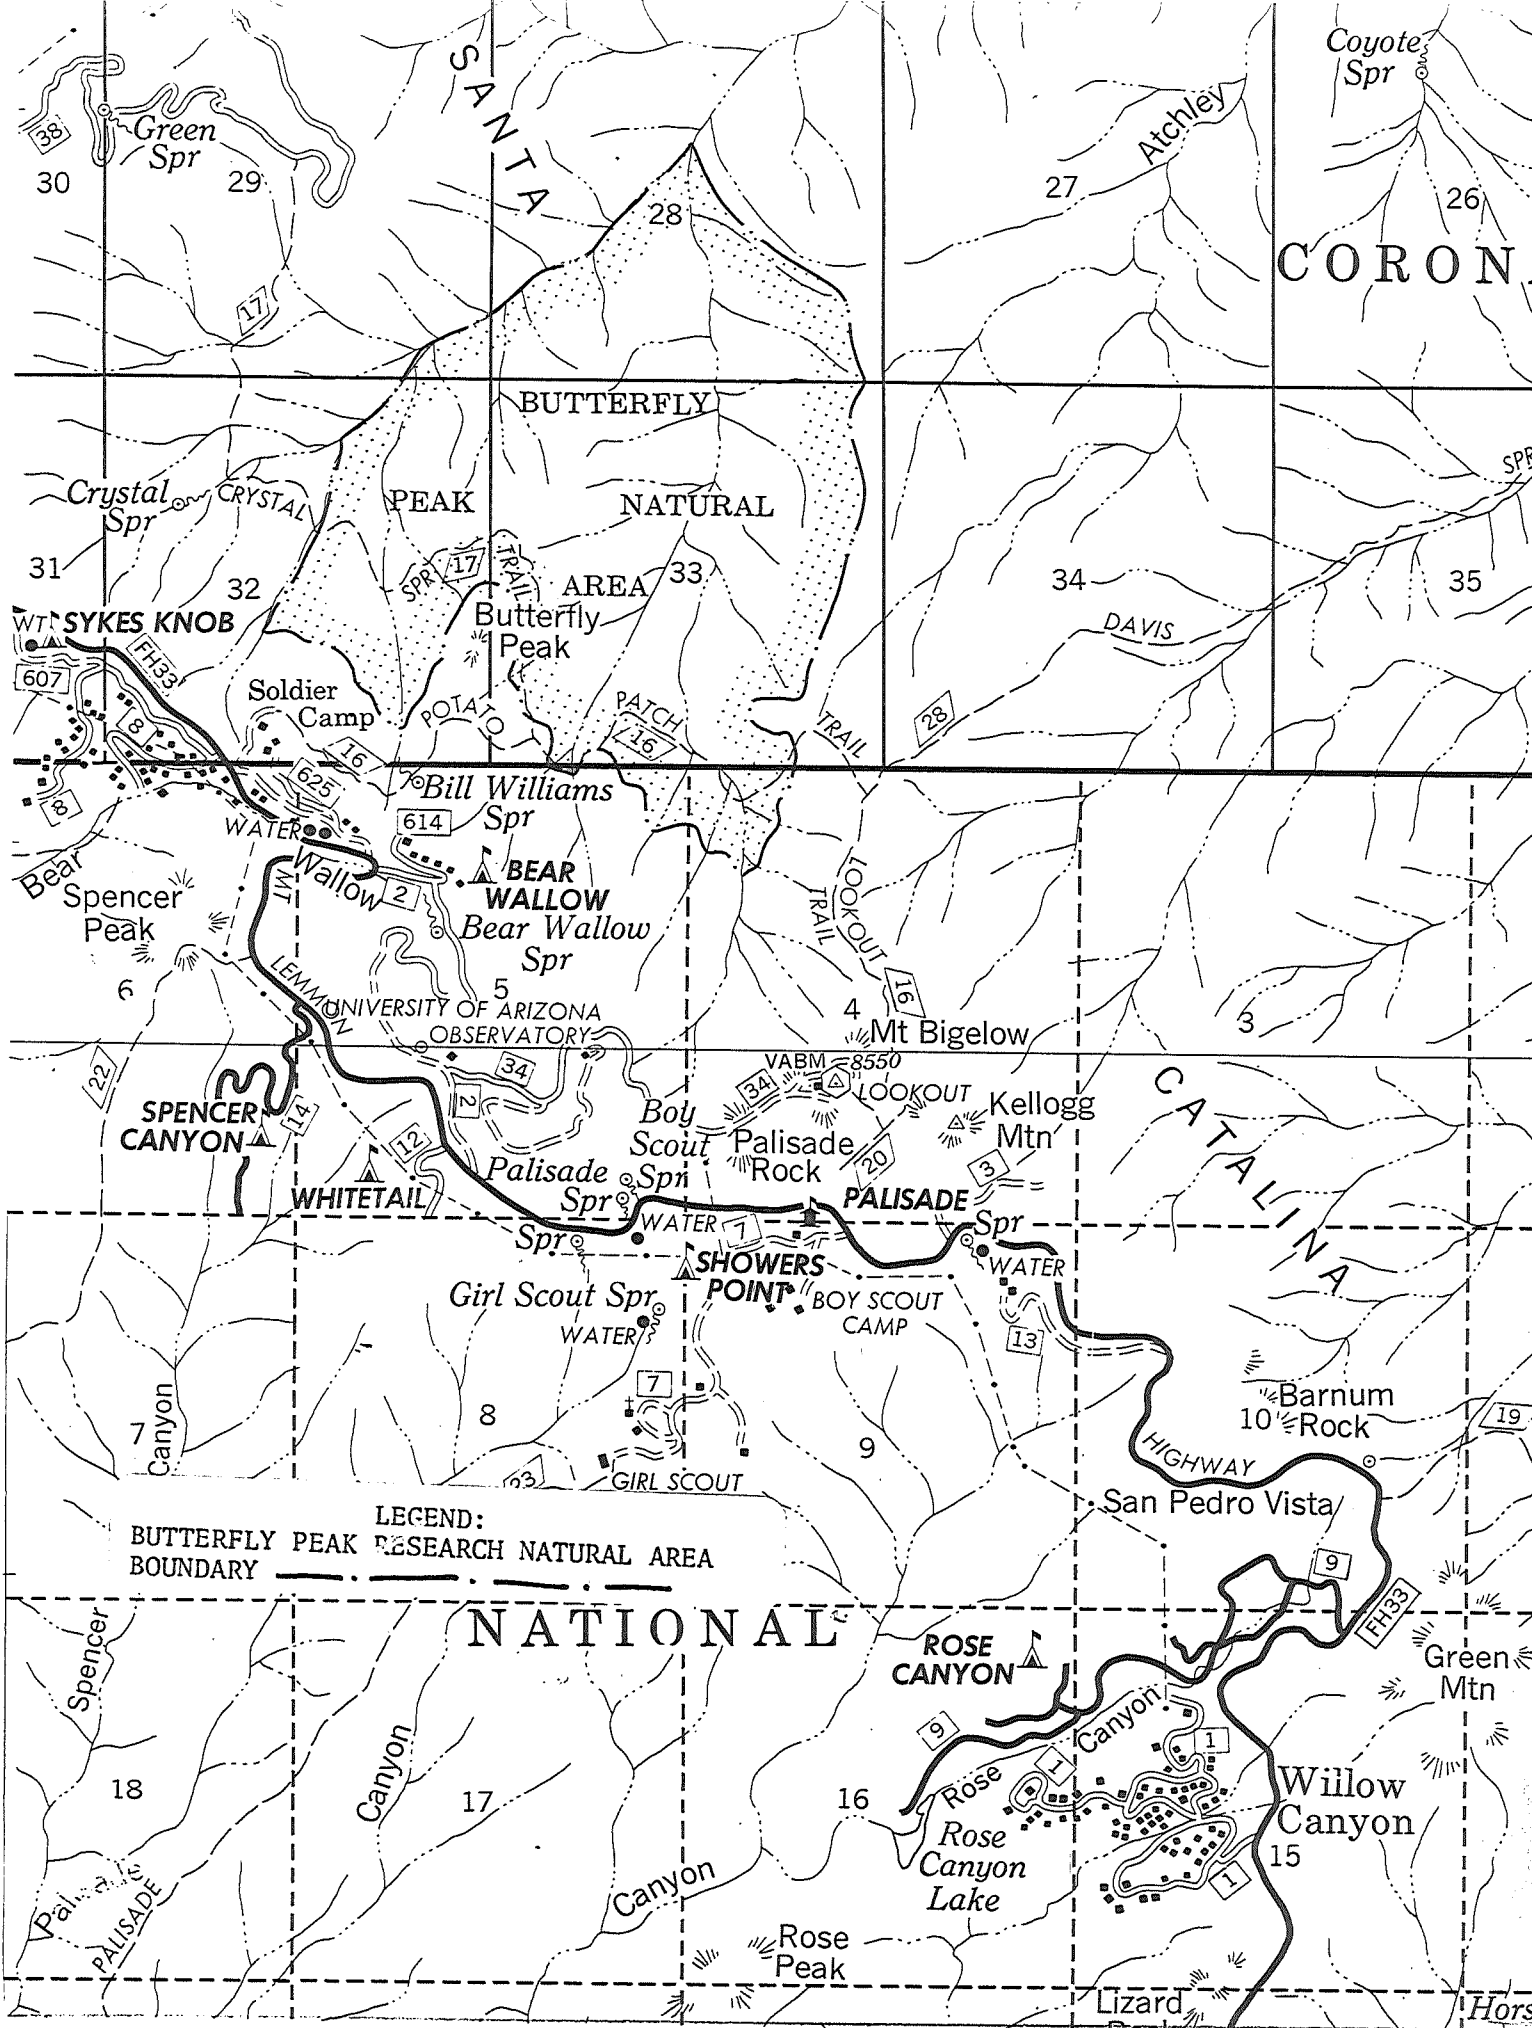 SANTA
Coyote
Spr
38
Green
Spr
Atchley
30
29
28
27
26
CORON
17
BUTTERFLY
Crystal
Spr
CRYSTAL
PEAK
NATURAL
SPR
31
32
SPR
17
TRAIL
AREA
33
34
35
WT
SYKES KNOB
Butterfly
Peak
DAVIS
FH33
607
Soldier
Camp
8
POTATO
PATCH
16
TRAIL
28
16
625
Bill Williams
Spr
8
WATER
614
Bear
Wallow
MT
2
BEAR
WALLOW
Spencer
Peak
Bear Wallow
Spr
LOOKOUT
TRAIL
6
LEMMON
5
UNIVERSITY OF ARIZONA
OBSERVATORY
16
4
Mt Bigelow
3
22
34
VABM
8550
34
LOOKOUT
CATALINA
SPENCER
CANYON
14
2
Boy
Scout
Spr
Kellogg
Mtn
12
Palisade
Rock
20
3
WHITETAIL
Palisade
Spr
PALISADE
WATER
7
Spr
Spr
WATER
SHOWERS
POINT
Girl Scout Spr
WATER
BOY SCOUT
CAMP
13
7
Barnum
Rock
10
19
7
Canyon
8
9
HIGHWAY
23
GIRL SCOUT
San Pedro Vista
LEGEND:
BUTTERFLY PEAK RESEARCH NATURAL AREA
BOUNDARY
9
FH33
NATIONAL
Spencer
ROSE
CANYON
Green
Mtn
9
Canyon
1
Canyon
1
Rose
18
17
16
Willow
Canyon
Rose
Canyon
Lake
15
1
Canyon
PALISADE
Rose
Peak
Lizard
Hors